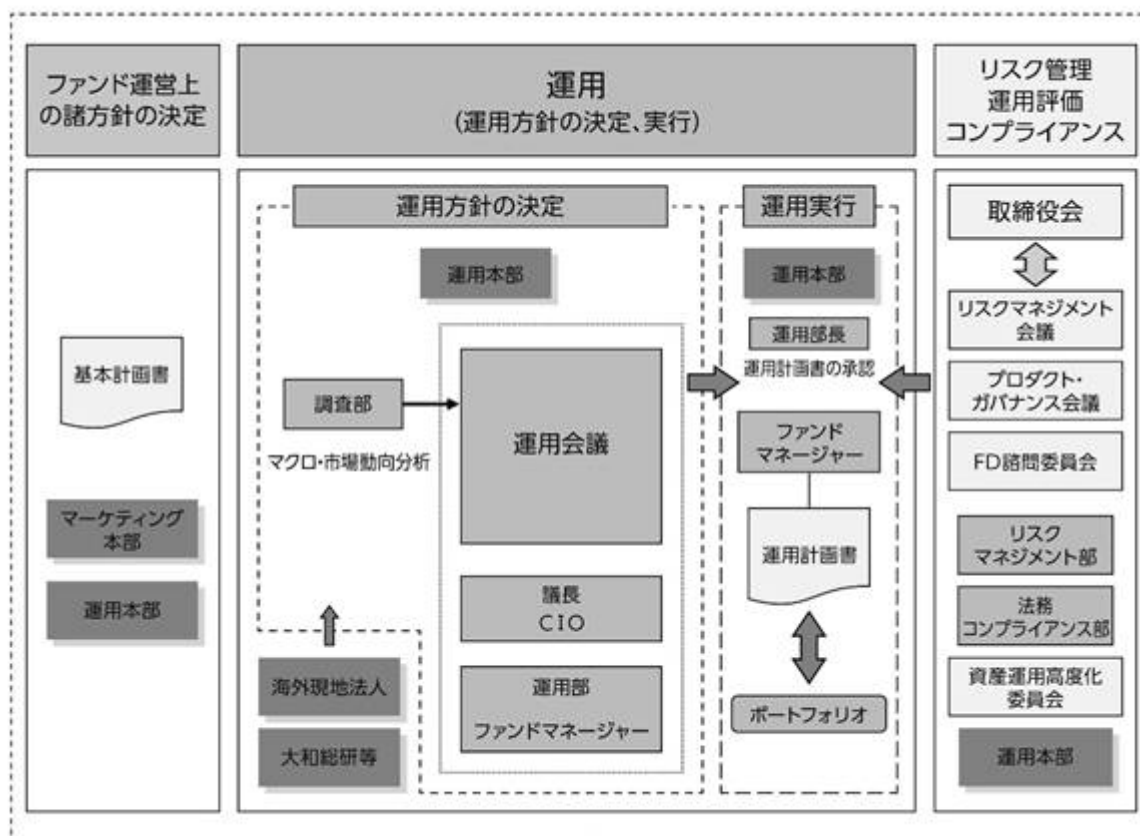 ファンド運営上
の諸方針の決定
運用
(運用方針の決定、実行)
リスク管理
運用評価
コンプライアンス
基本計画書
マーケティング
本部
運用本部
運用方針の決定
運用本部
調査部
マクロ・市場動向分析
運用会議
議長
CIO
運用部
ファンドマネージャー
海外現地法人
大和総研等
運用実行
運用本部
運用部長
運用計画書の承認
ファンド
マネージャー
運用計画書
ポートフォリオ
取締役会
リスクマネジメント
会議
プロダクト・
ガバナンス会議
FD諮問委員会
リスク
マネジメント部
法務
コンプライアンス部
資産運用高度化
委員会
運用本部